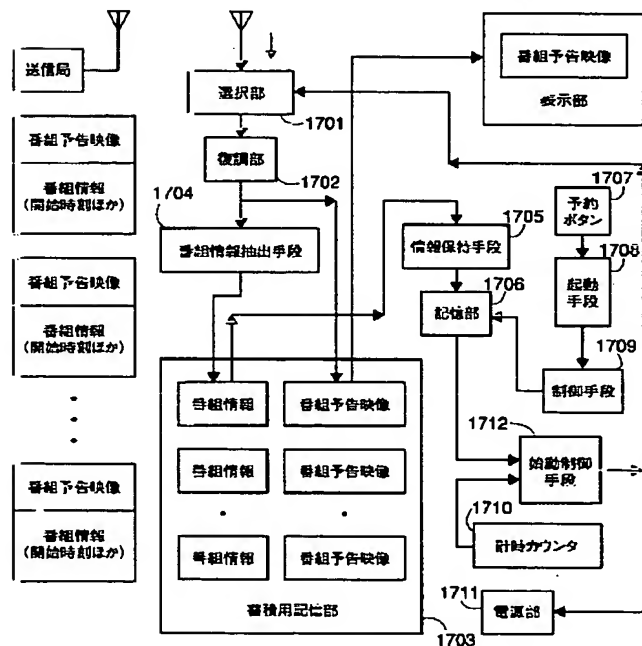 送信局
番組予告映像
番組情報
(開始時刻ほか)
番組予告映像
番組情報
(開始時刻ほか)
番組予告映像
番組情報
(開始時刻ほか)
選択部
1701
復調部
1702
1704
番組情報抽出手段
番組予告映像
表示部
1705
情報保持手段
1706
記憶部
1707
予約
ボタン
1708
起動
手段
1709
制御手段
1712
始動制御
手段
1710
計時カウンタ
1711
電源部
番組情報
番組予告映像
番組情報
番組予告映像
番組情報
番組予告映像
蓄積用記憶部
1703